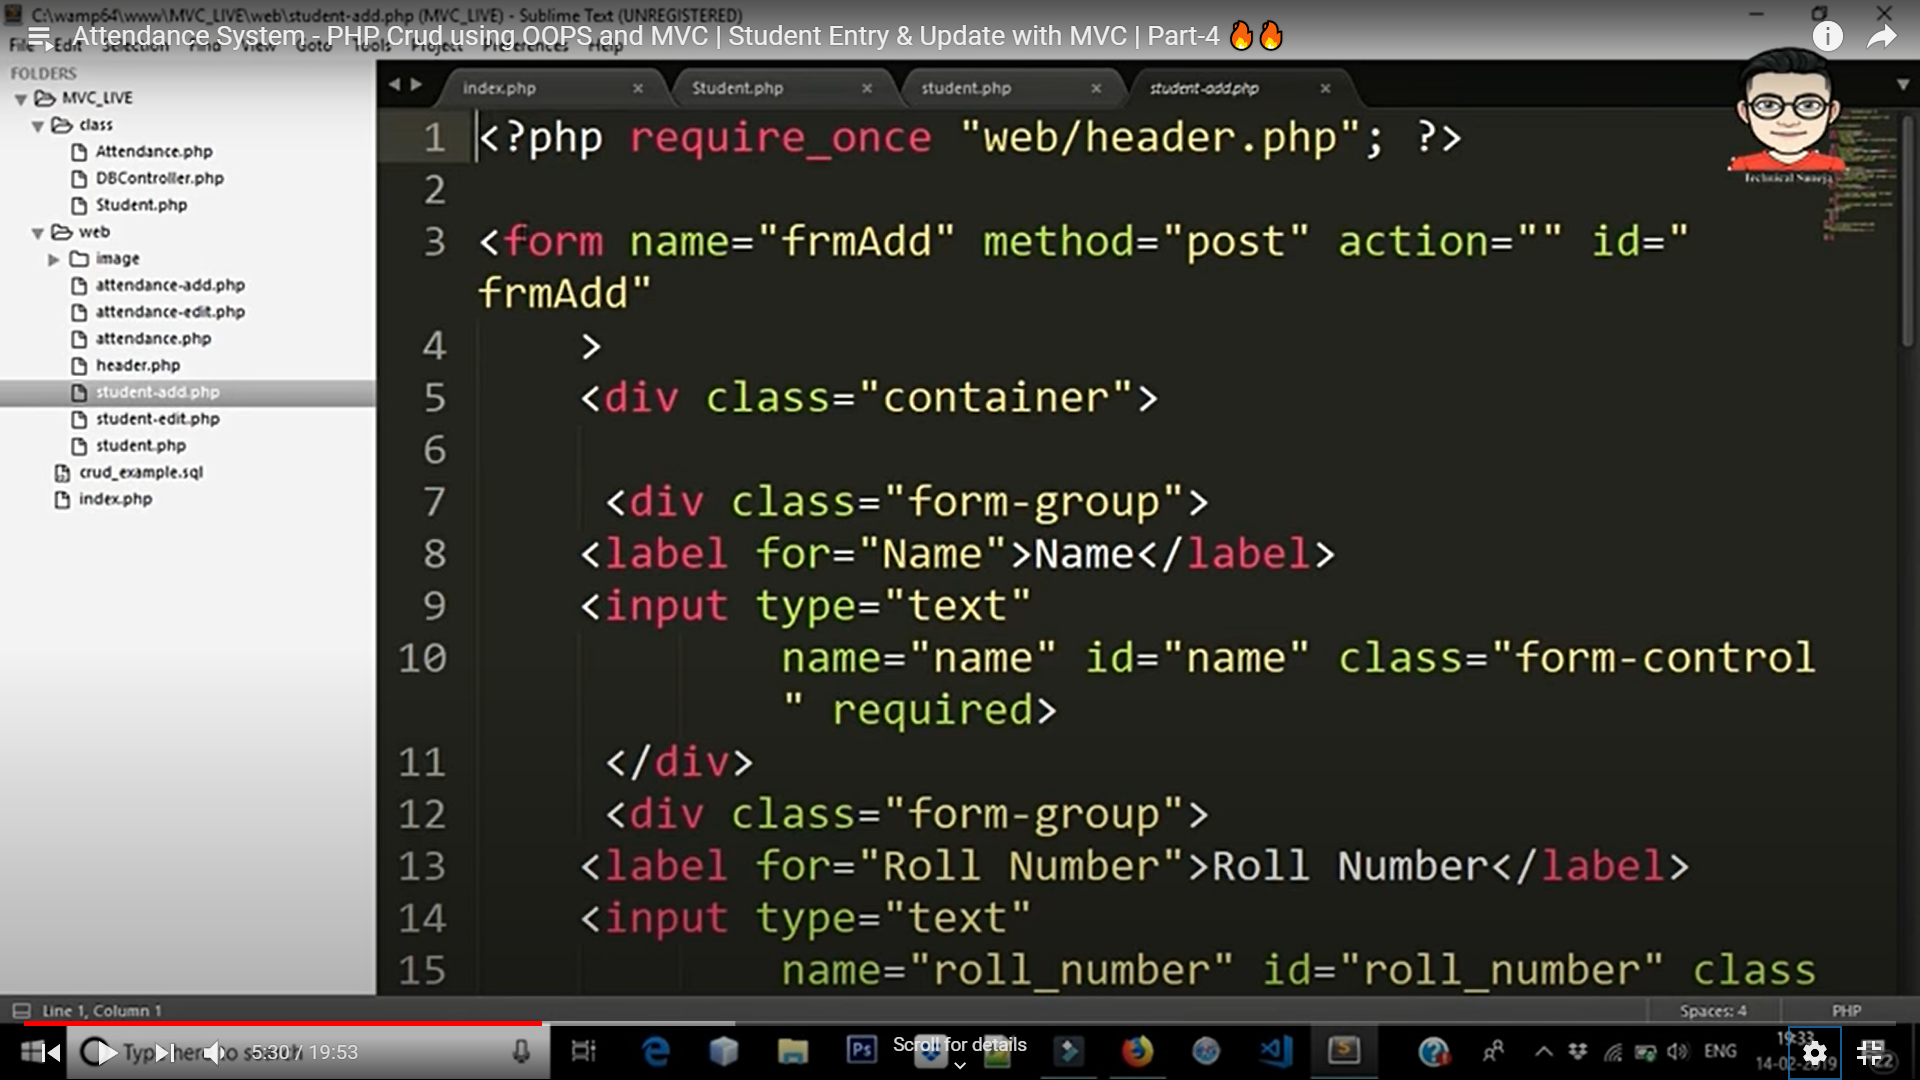 C:\wamp64\www\MVC_LIVE\web\student-add.php (MVC_LIVE) - Sublime Text (UNREGISTERED)
Attendance System - PHP Crud using OOPS and MVC | Student Entry & Update with MVC | Part-4 🔥🔥
File Edit Selection Find View Goto Tools Project Preferences Help
FOLDERS
MVC_LIVE
class
Attendance.php
DBController.php
Student.php
web
image
attendance-add.php
attendance-edit.php
attendance.php
header.php
student-add.php
student-edit.php
student.php
crud_example.sql
index.php
index.php Student.php student.php student-add.php
Technical Suneja
1 <?php require_once "web/header.php"; ?>
2
3 <form name="frmAdd" method="post" action="" id="
frmAdd"
4 >
5 <div class="container">
6
7 <div class="form-group">
8 <label for="Name">Name</label>
9 <input type="text"
10 name="name" id="name" class="form-control
" required>
11 </div>
12 <div class="form-group">
13 <label for="Roll Number">Roll Number</label>
14 <input type="text"
15 name="roll_number" id="roll_number" class
Line 1, Column 1
Spaces: 4 PHP
Type here to search
5:30 / 19:53
Ps
Scroll for details
ENG
19:33
14-02-2019
22